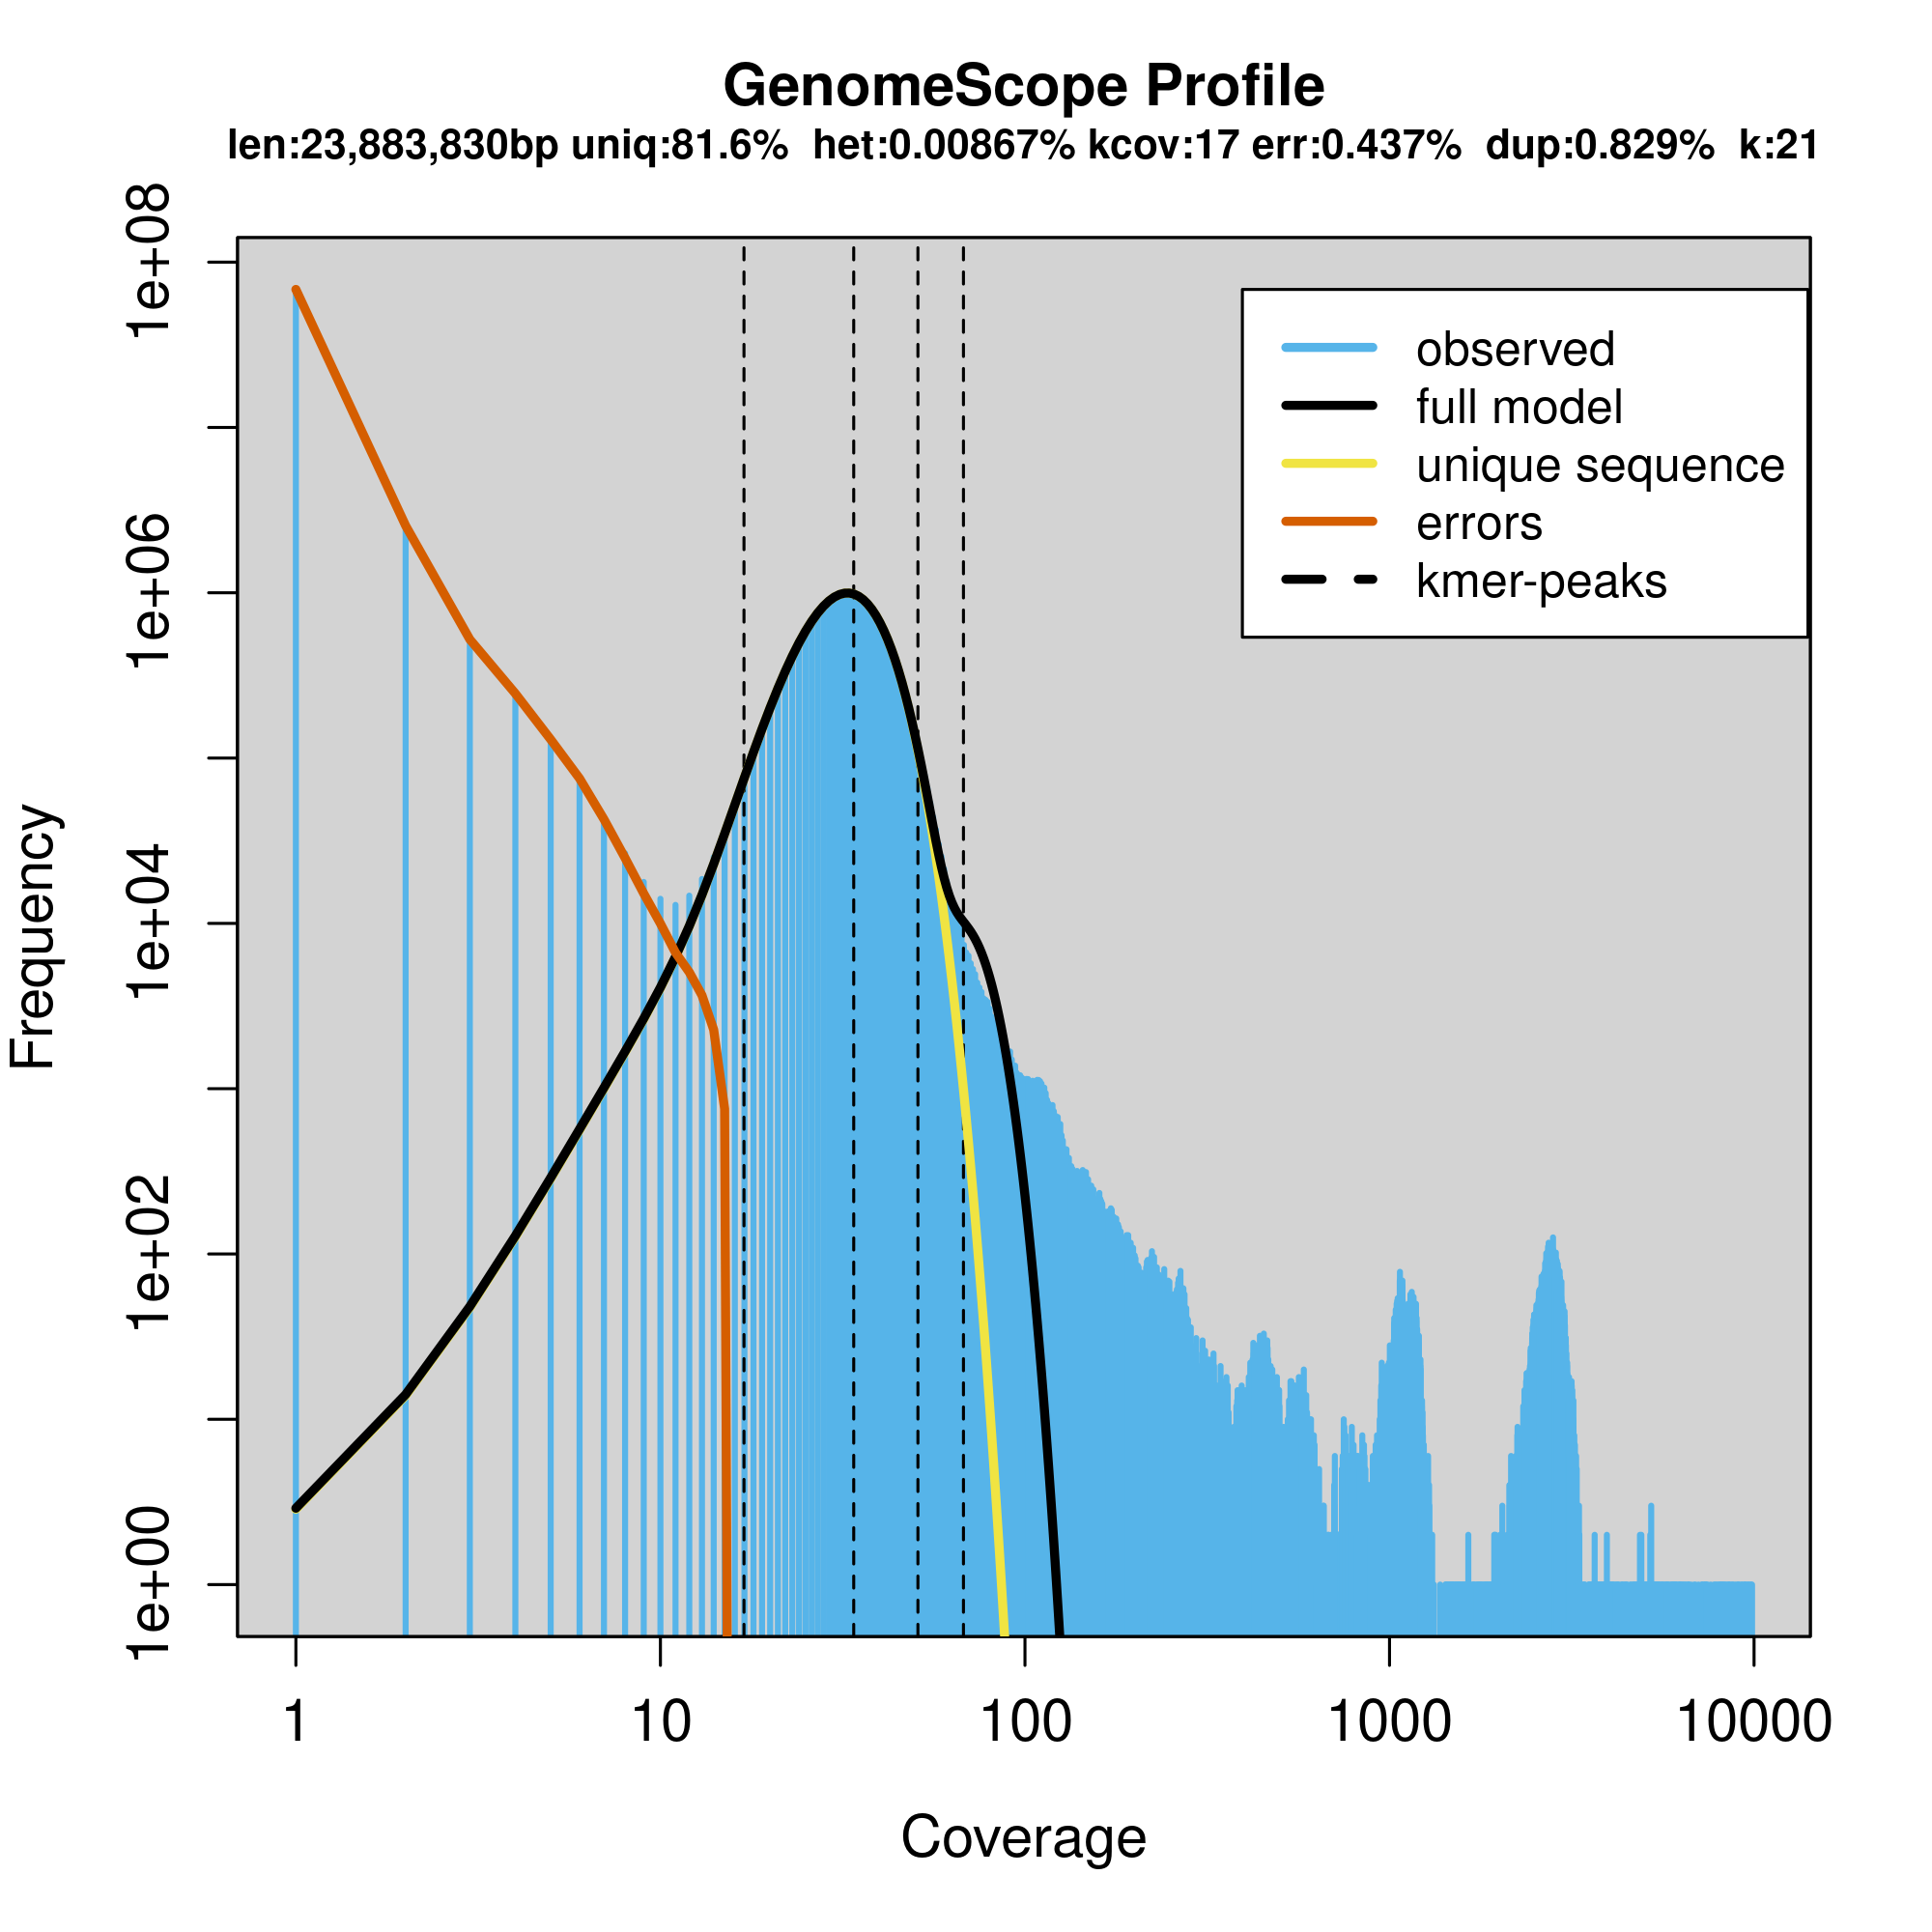 GenomeScope Profile
len:23,883,830bp uniq:81.6% het:0.00867% kcov:17 err:0.437% dup:0.829% k:21
1e+08
1e+06
1e+04
1e+02
1e+00
Frequency
observed
full model
unique sequence
errors
kmer-peaks
1 10 100 1000 10000
Coverage